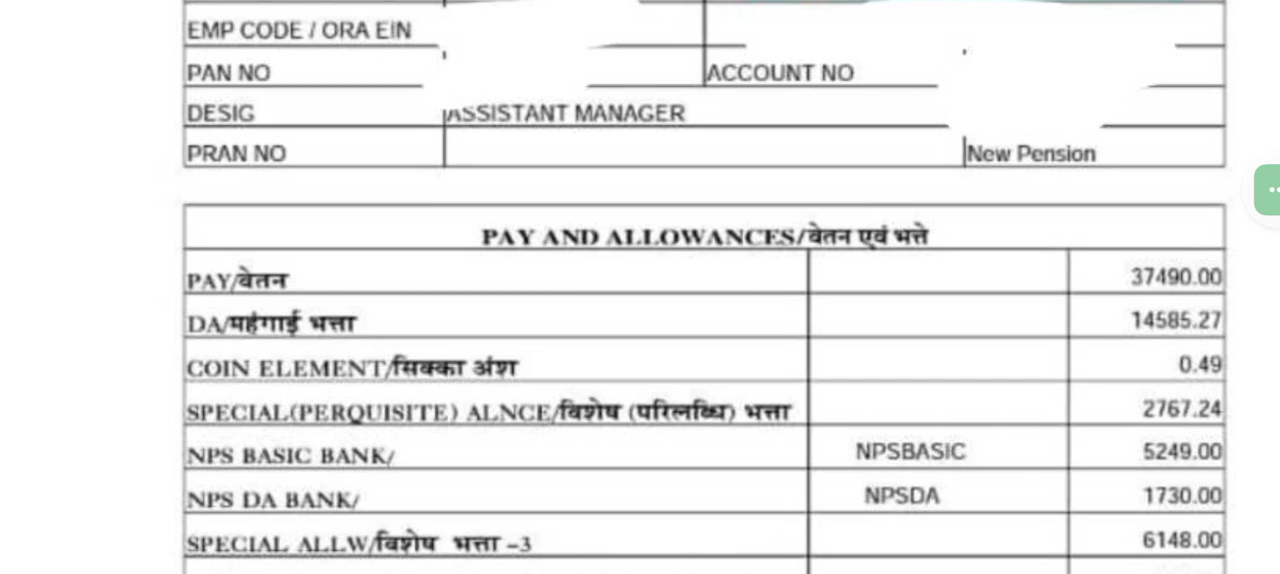 EMP CODE / ORA EIN
PAN NO ACCOUNT NO
DESIG ASSISTANT MANAGER
PRAN NO New Pension
PAY AND ALLOWANCES/वेतन एवं भत्ते
PAY/वेतन 37490.00
DA/महंगाई भत्ता 14585.27
COIN ELEMENT/सिक्का अंश 0.49
SPECIAL(PERQUISITE) ALNCE/विशेष (परिलब्धि) भत्ता 2767.24
NPS BASIC BANK/ NPSBASIC 5249.00
NPS DA BANK/ NPSDA 1730.00
SPECIAL ALLW/विशेष भत्ता -3 6148.00